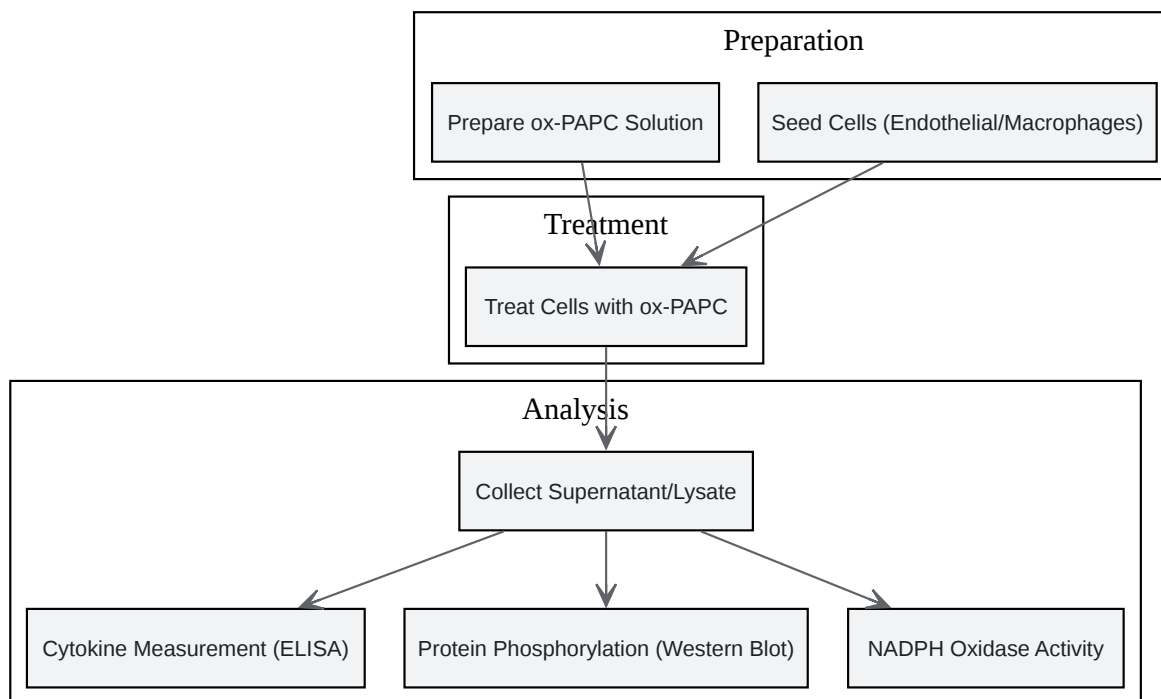 Preparation
Prepare ox-PAPC Solution
Seed Cells (Endothelial/Macrophages)
Treatment
Treat Cells with ox-PAPC
Analysis
Collect Supernatant/Lysate
Cytokine Measurement (ELISA)
Protein Phosphorylation (Western Blot)
NADPH Oxidase Activity